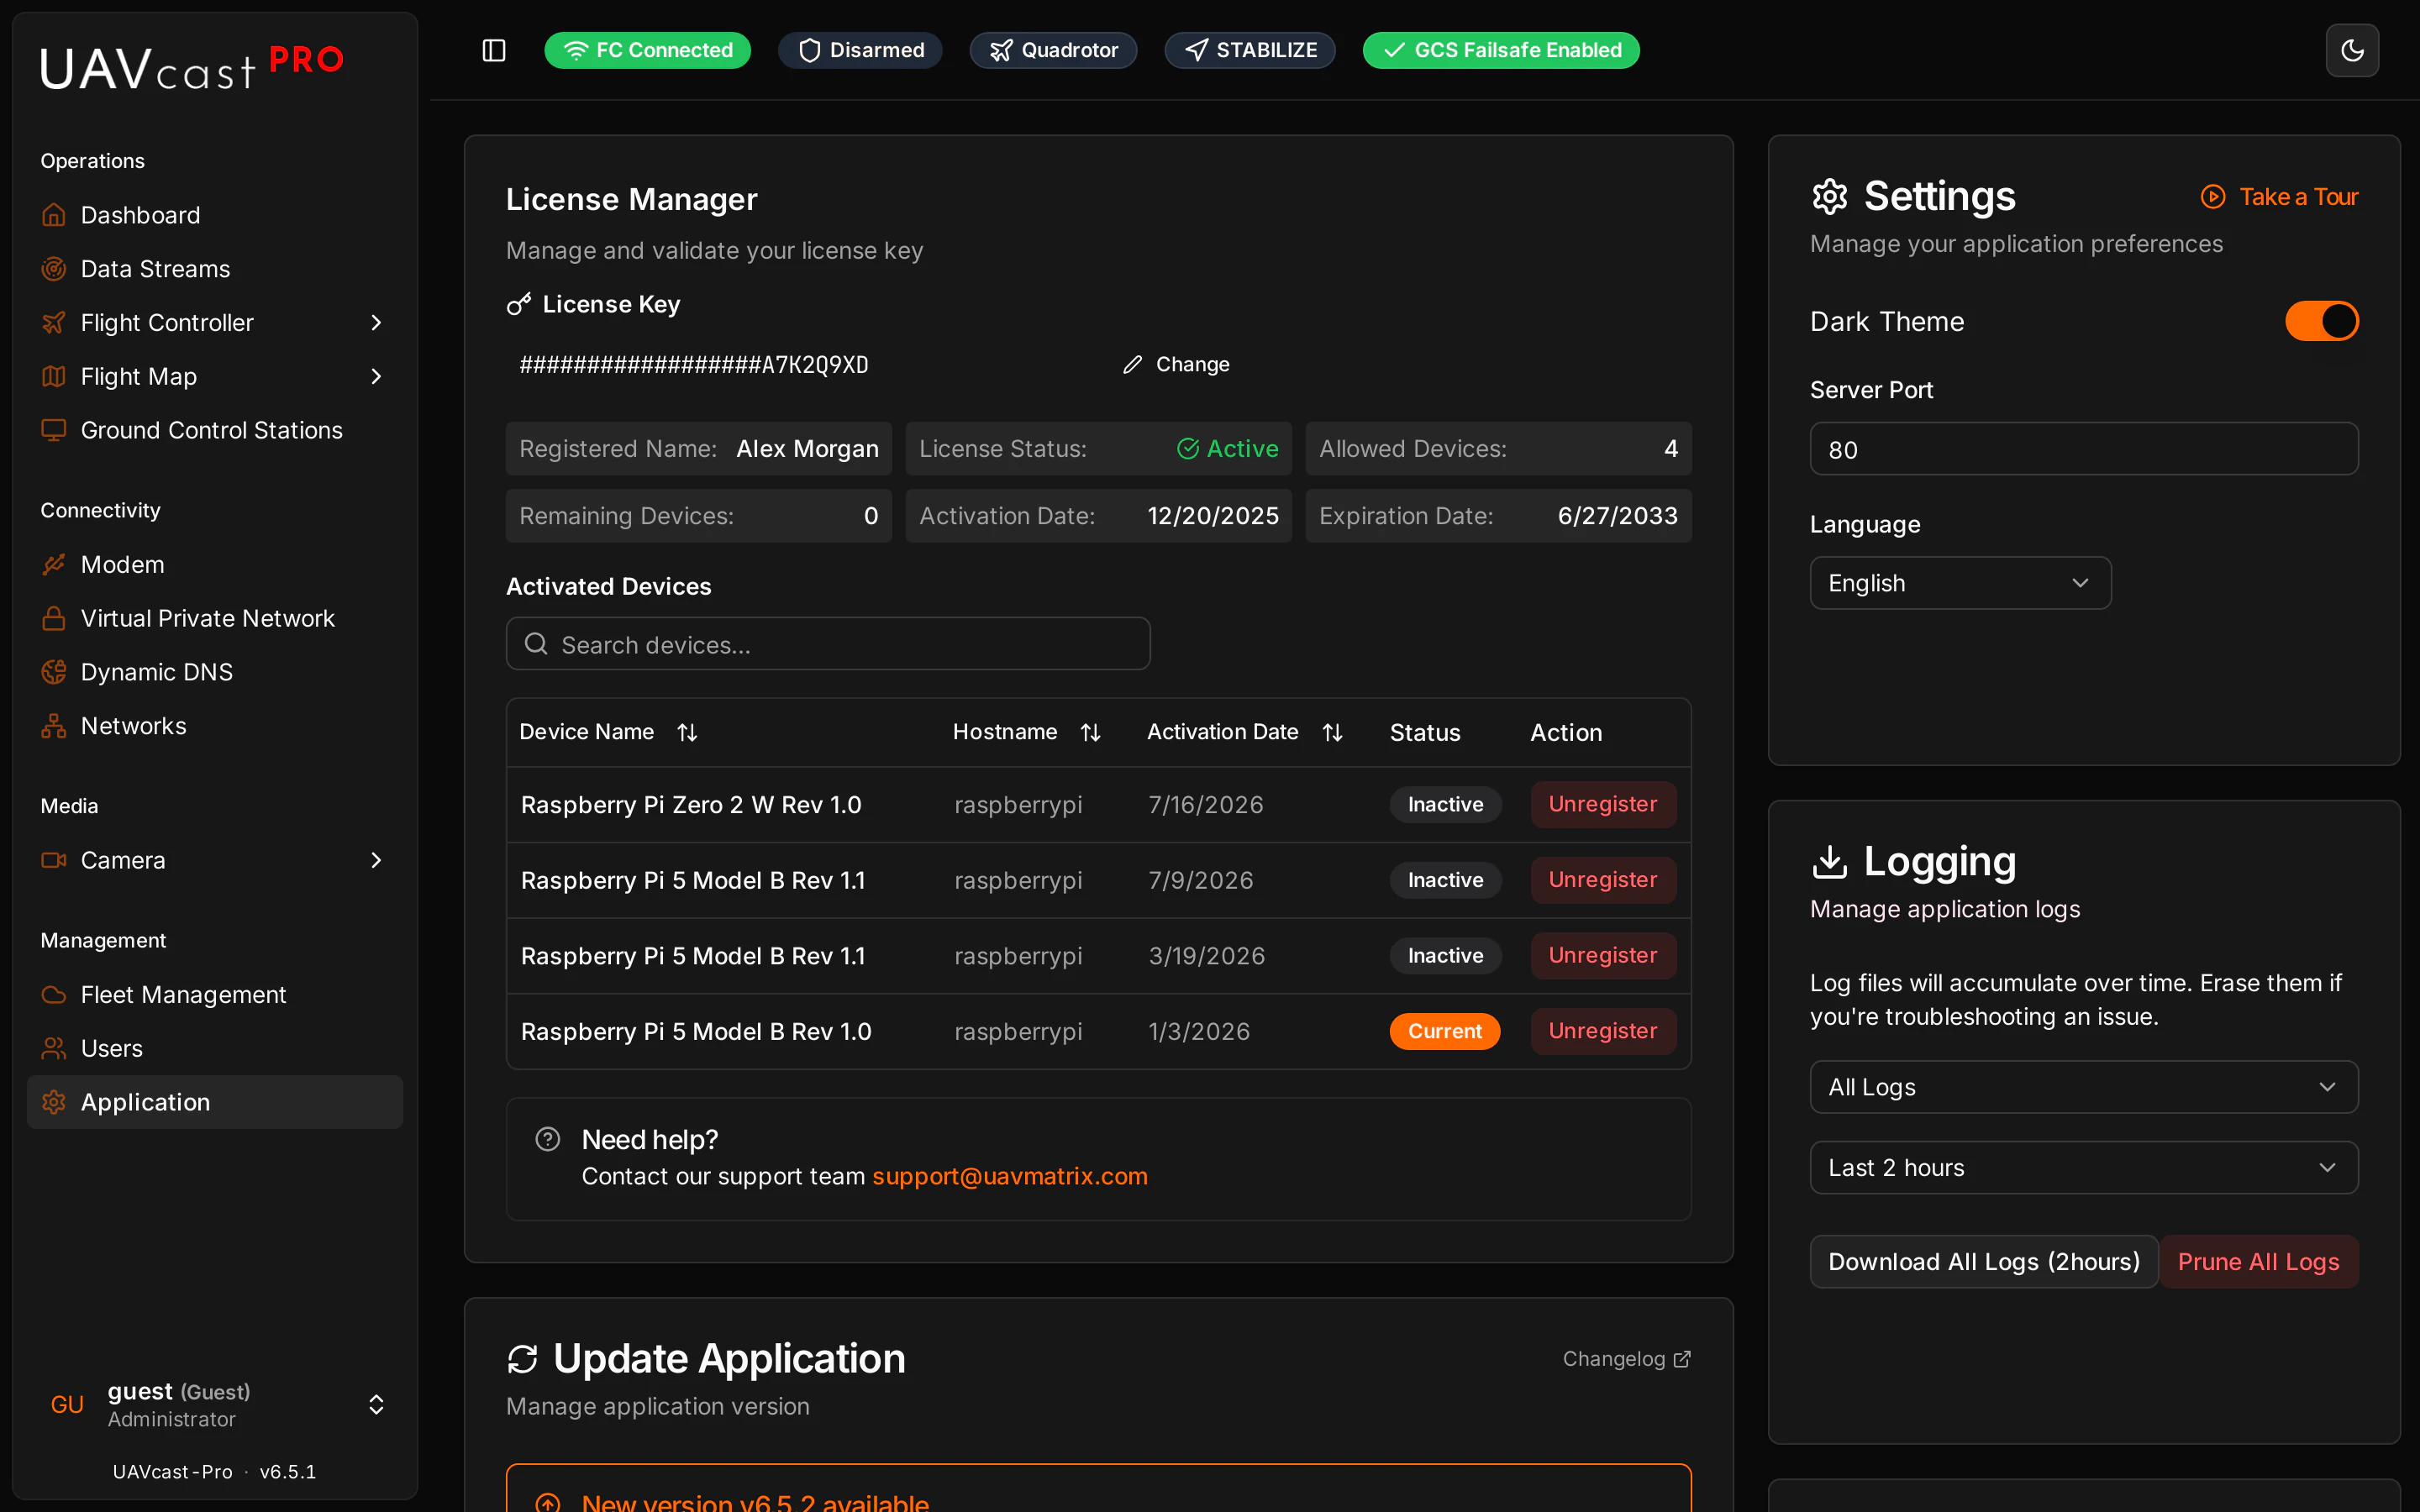 UAVcast PRO
Operations
Dashboard
Data Streams
Flight Controller
Flight Map
Ground Control Stations
Connectivity
Modem
Virtual Private Network
Dynamic DNS
Networks
Media
Camera
Management
Fleet Management
Users
Application
GU
guest (Guest)
Administrator
UAVcast-Pro · v6.5.1
FC Connected
Disarmed
Quadrotor
STABILIZE
GCS Failsafe Enabled
License Manager
Manage and validate your license key
License Key
##################A7K2Q9XD
Change
Registered Name: Alex Morgan
License Status: Active
Allowed Devices: 4
Remaining Devices: 0
Activation Date: 12/20/2025
Expiration Date: 6/27/2033
Activated Devices
Search devices...
Device Name Hostname Activation Date Status Action
Raspberry Pi Zero 2 W Rev 1.0 raspberrypi 7/16/2026 Inactive Unregister
Raspberry Pi 5 Model B Rev 1.1 raspberrypi 7/9/2026 Inactive Unregister
Raspberry Pi 5 Model B Rev 1.1 raspberrypi 3/19/2026 Inactive Unregister
Raspberry Pi 5 Model B Rev 1.0 raspberrypi 1/3/2026 Current Unregister
Need help?
Contact our support team support@uavmatrix.com
Update Application
Changelog
Manage application version
New version v6.5.2 available
Settings
Take a Tour
Manage your application preferences
Dark Theme
Server Port
80
Language
English
Logging
Manage application logs
Log files will accumulate over time. Erase them if
you're troubleshooting an issue.
All Logs
Last 2 hours
Download All Logs (2hours)
Prune All Logs